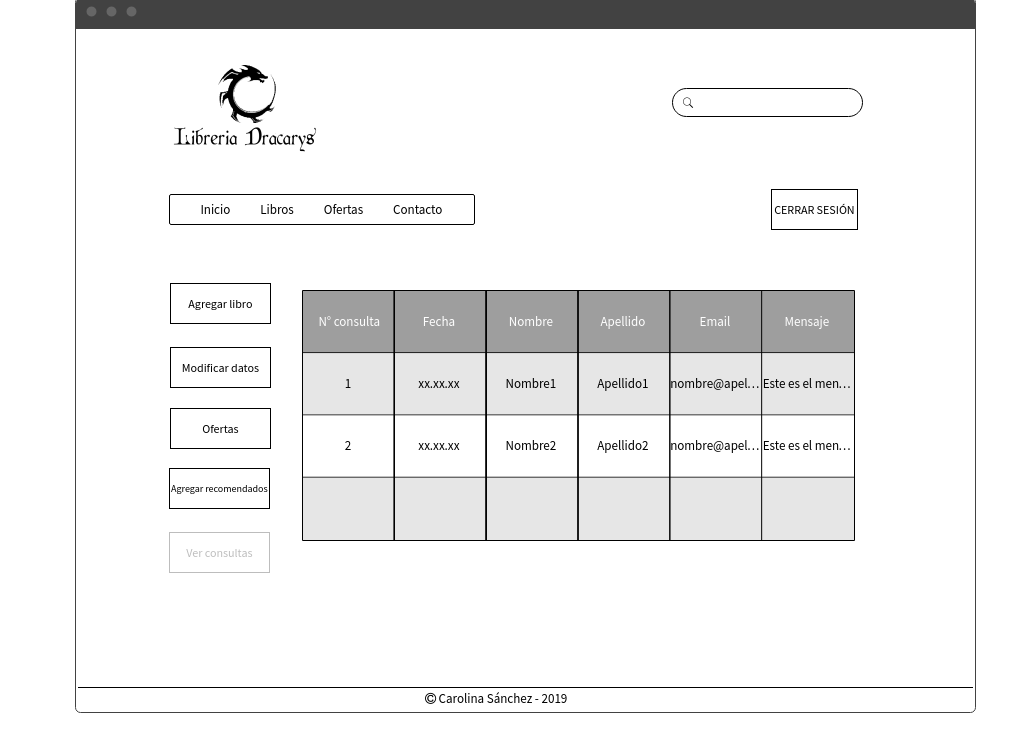 Libreria Dracarys
Inicio Libros Ofertas Contacto
CERRAR SESIÓN
Agregar libro
Modificar datos
Ofertas
Agregar recomendados
Ver consultas
N° consulta Fecha Nombre Apellido Email Mensaje
1 xx.xx.xx Nombre1 Apellido1 nombre@apel... Este es el men...
2 xx.xx.xx Nombre2 Apellido2 nombre@apel... Este es el men...
© Carolina Sánchez - 2019